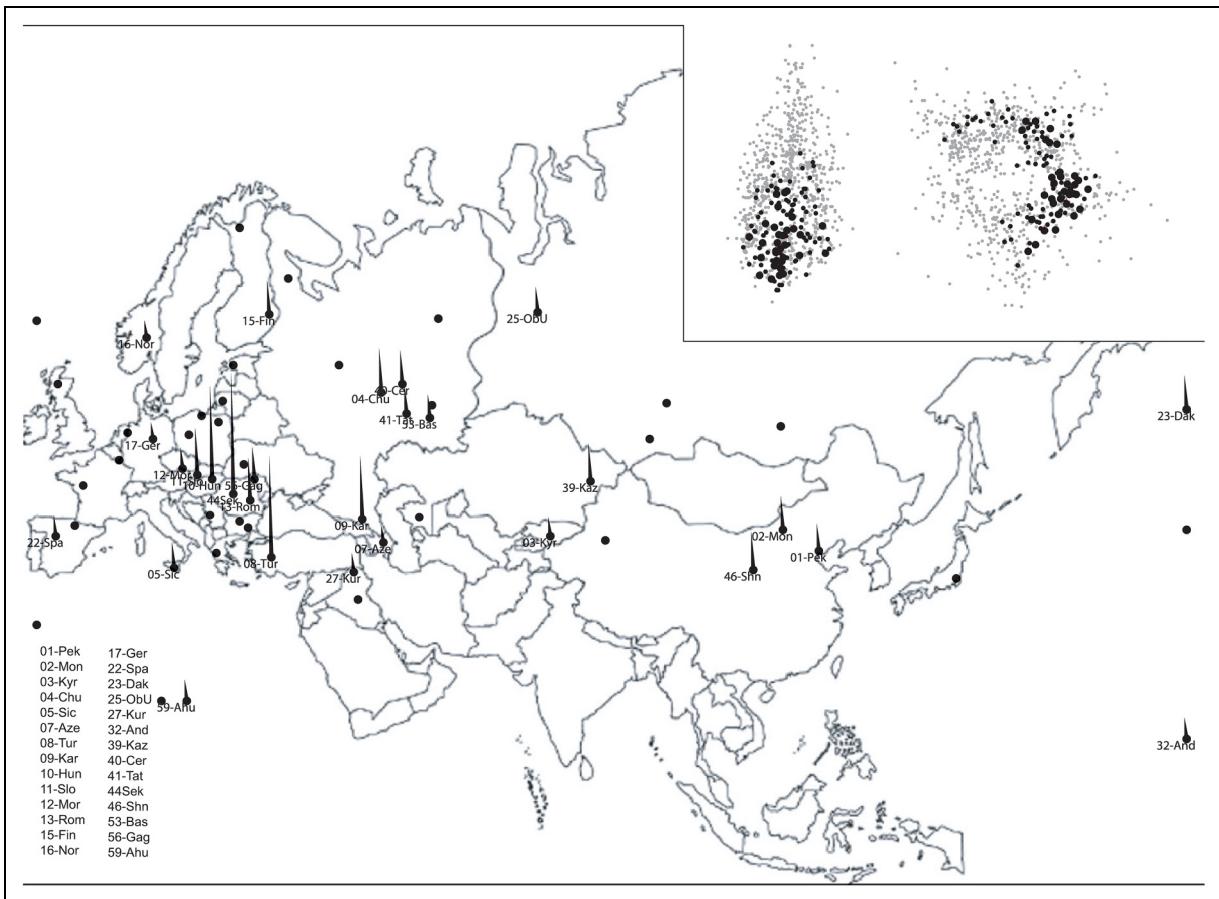 15-Fin
25-ObU
16-Nor
40-Cer
04-Chu
41-Tat
53-Bas
23-Dak
17-Ger
12-Mor
10-Hun
56-Gag
44Sek
13-Rom
39-Kaz
09-Kar
22-Spa
07-Aze
03-Kyr
02-Mon
01-Pek
05-Sic
08-Tur
27-Kur
46-Shn
59-Ahu
32-And
01-Pek
02-Mon
03-Kyr
04-Chu
05-Sic
07-Aze
08-Tur
09-Kar
10-Hun
11-Slo
12-Mor
13-Rom
15-Fin
16-Nor
17-Ger
22-Spa
23-Dak
25-ObU
27-Kur
32-And
39-Kaz
40-Cer
41-Tat
44Sek
46-Shn
53-Bas
56-Gag
59-Ahu